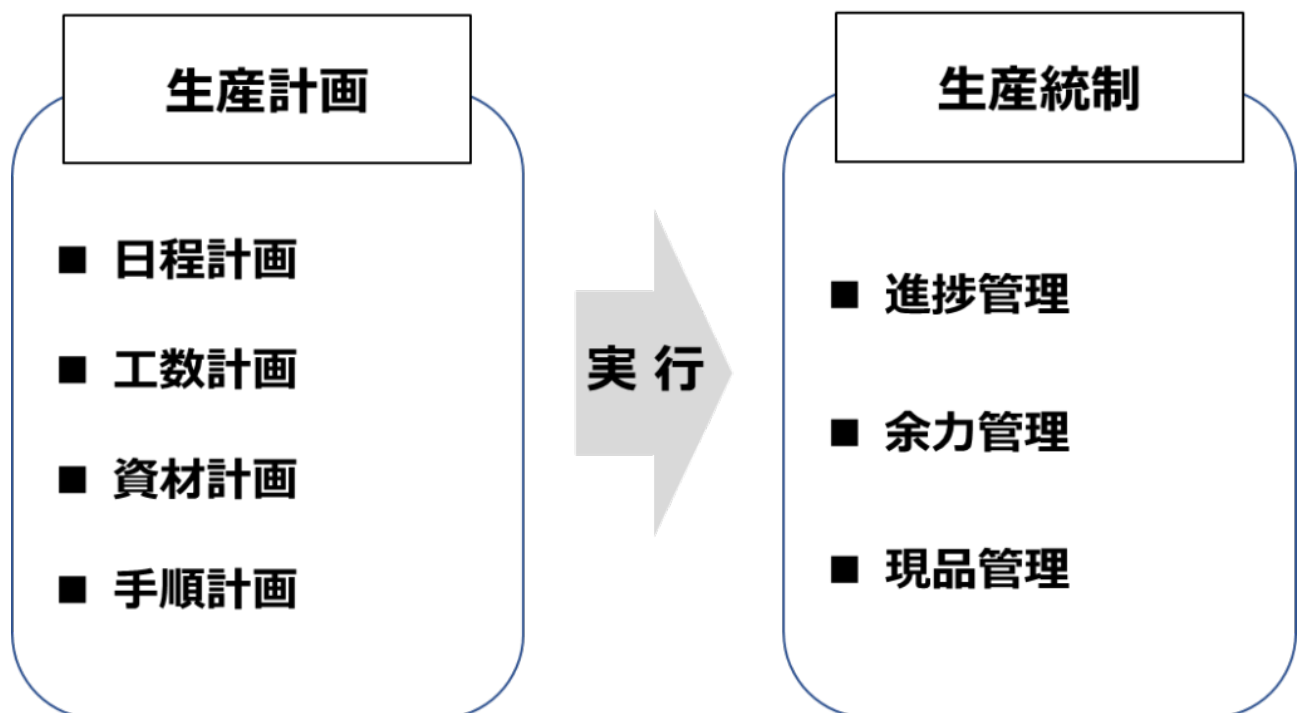 生産計画
■ 日程計画
■ 工数計画
■ 資材計画
■ 手順計画
実 行
生産統制
■ 進捗管理
■ 余力管理
■ 現品管理